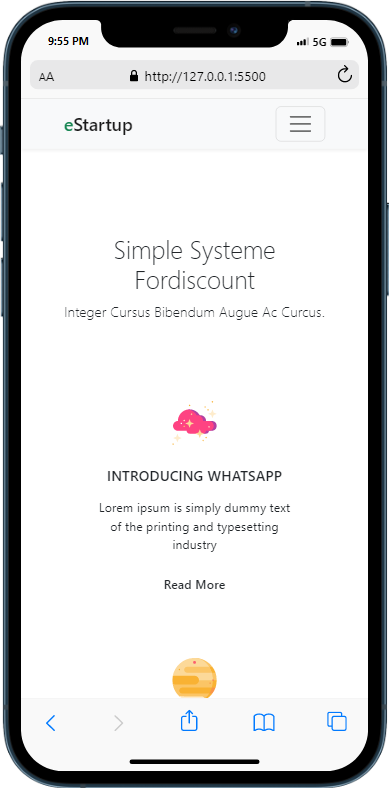 9:55 PM 5G
AA http://127.0.0.1:5500
eStartup
Simple Systeme
Fordiscount
Integer Cursus Bibendum Augue Ac Curcus.
INTRODUCING WHATSAPP
Lorem ipsum is simply dummy text
of the printing and typesetting
industry
Read More